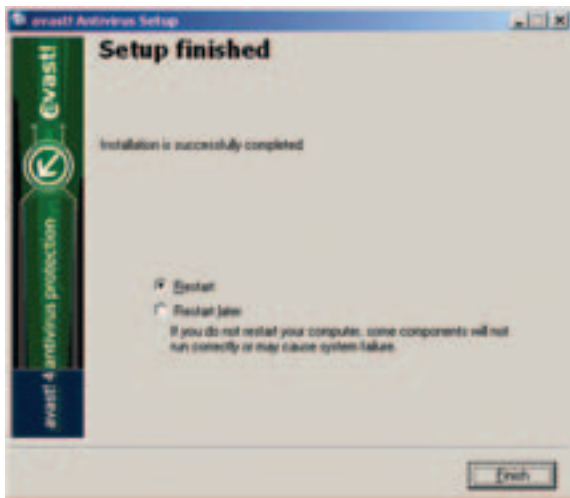 avast! Antivirus Setup
Setup finished
avast!
avast! 4 antivirus protection
Installation is successfully completed
Restart
Restart later
If you do not restart your computer, some components will not
run correctly or may cause system failure.
Finish